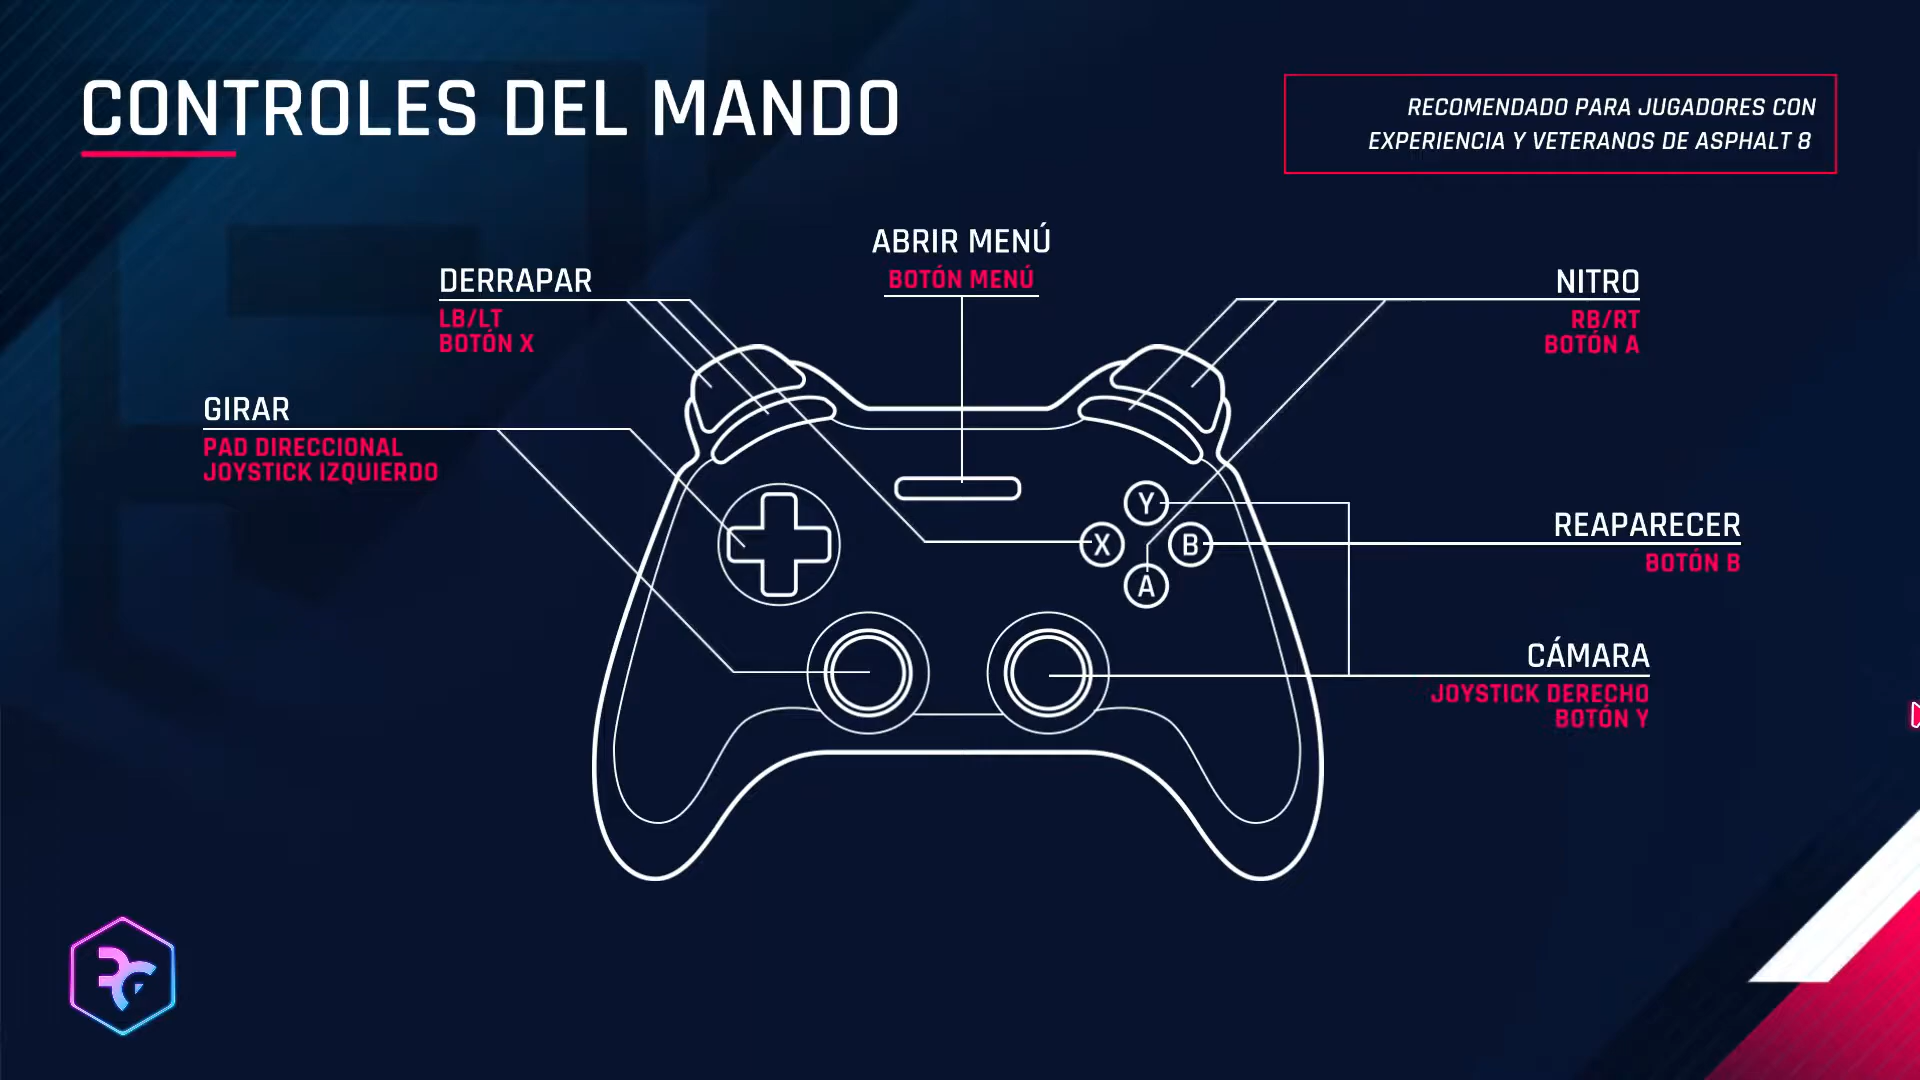 CONTROLES DEL MANDO
RECOMENDADO PARA JUGADORES CON
EXPERIENCIA Y VETERANOS DE ASPHALT 8
ABRIR MENÚ
BOTÓN MENÚ
DERRAPAR
LB/LT
BOTÓN X
NITRO
RB/RT
BOTÓN A
GIRAR
PAD DIRECCIONAL
JOYSTICK IZQUIERDO
Y
X
B
A
REAPARECER
BOTÓN B
CÁMARA
JOYSTICK DERECHO
BOTÓN Y